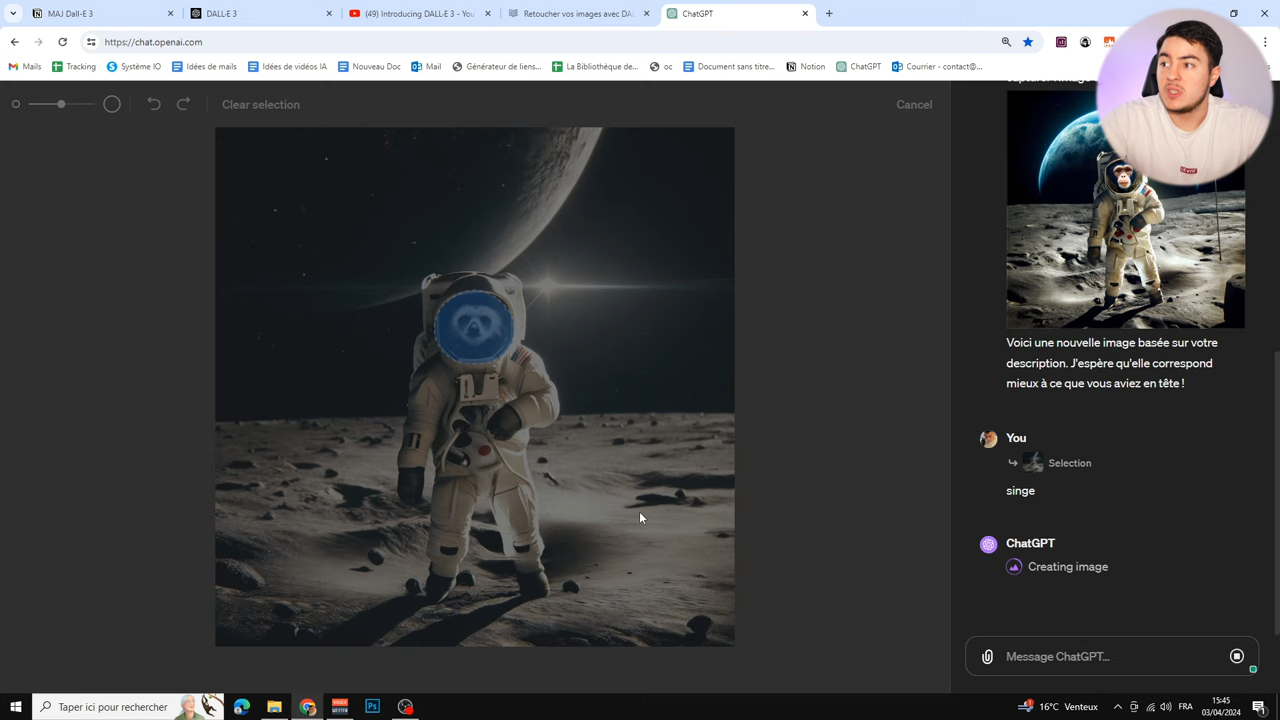 MAJ Dall-E 3
DALL·E 3
(49) Introducing DALL·E 3 - You
Retoucher vos images avec DA
ChatGPT
https://chat.openai.com
Mails
Tracking
Système IO
Idées de mails
Idées de vidéos IA
Nouveau Doc
Mail
Générateur de liens...
La Bibliothèque de...
oc
Document sans titre...
Notion
ChatGPT
Courrier - contact@...
Clear selection
Cancel
Voici une nouvelle image basée sur votre
description. J'espère qu'elle correspond
mieux à ce que vous aviez en tête !
You
Selection
singe
ChatGPT
Creating image
Message ChatGPT...
Taper ici pour rechercher
Ps
16°C Venteux
FRA
15:45
03/04/2024